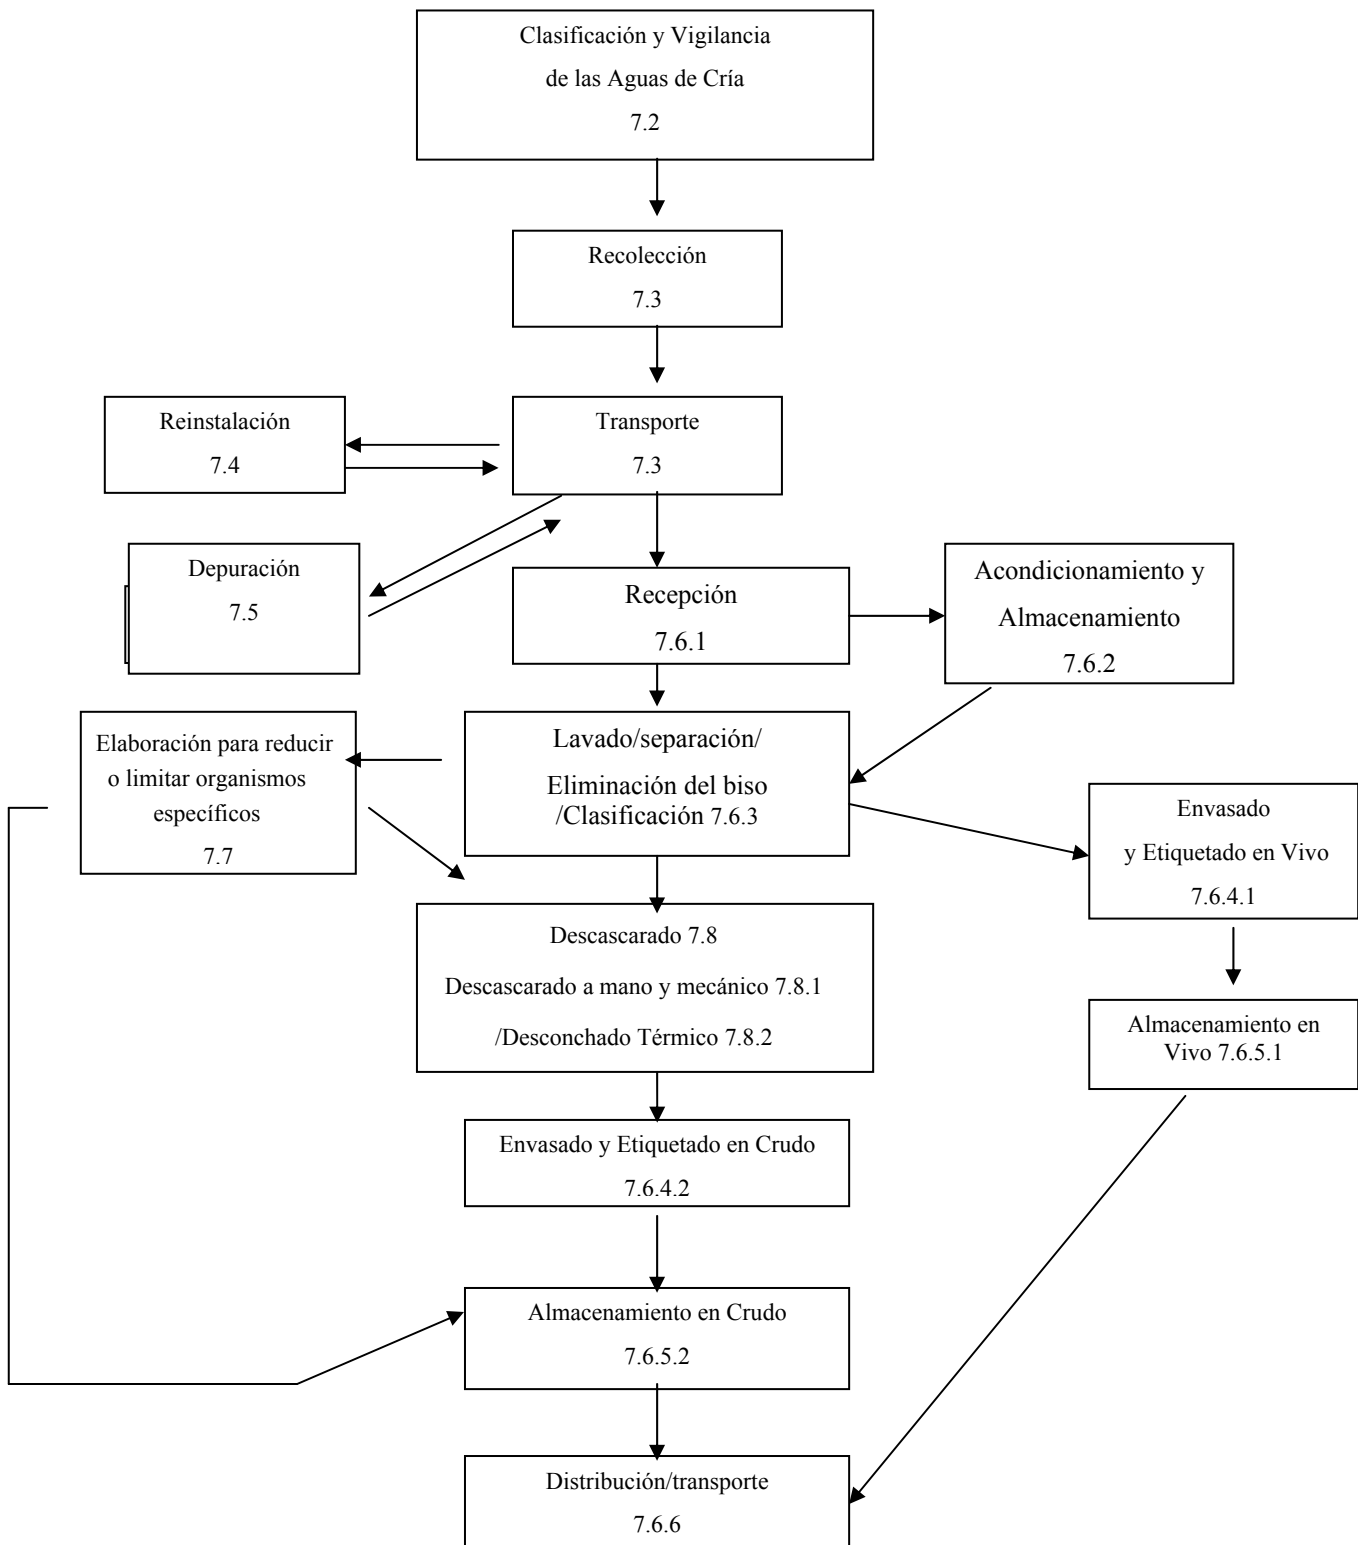 Clasificación y Vigilancia
de las Aguas de Cría
7.2
Recolección
7.3
Reinstalación
7.4
Transporte
7.3
Depuración
7.5
Recepción
7.6.1
Acondicionamiento y
Almacenamiento
7.6.2
Elaboración para reducir
o limitar organismos
específicos
7.7
Lavado/separación/
Eliminación del biso
/Clasificación 7.6.3
Envasado
y Etiquetado en Vivo
7.6.4.1
Descascarado 7.8
Descascarado a mano y mecánico 7.8.1
/Desconchado Térmico 7.8.2
Almacenamiento en
Vivo 7.6.5.1
Envasado y Etiquetado en Crudo
7.6.4.2
Almacenamiento en Crudo
7.6.5.2
Distribución/transporte
7.6.6